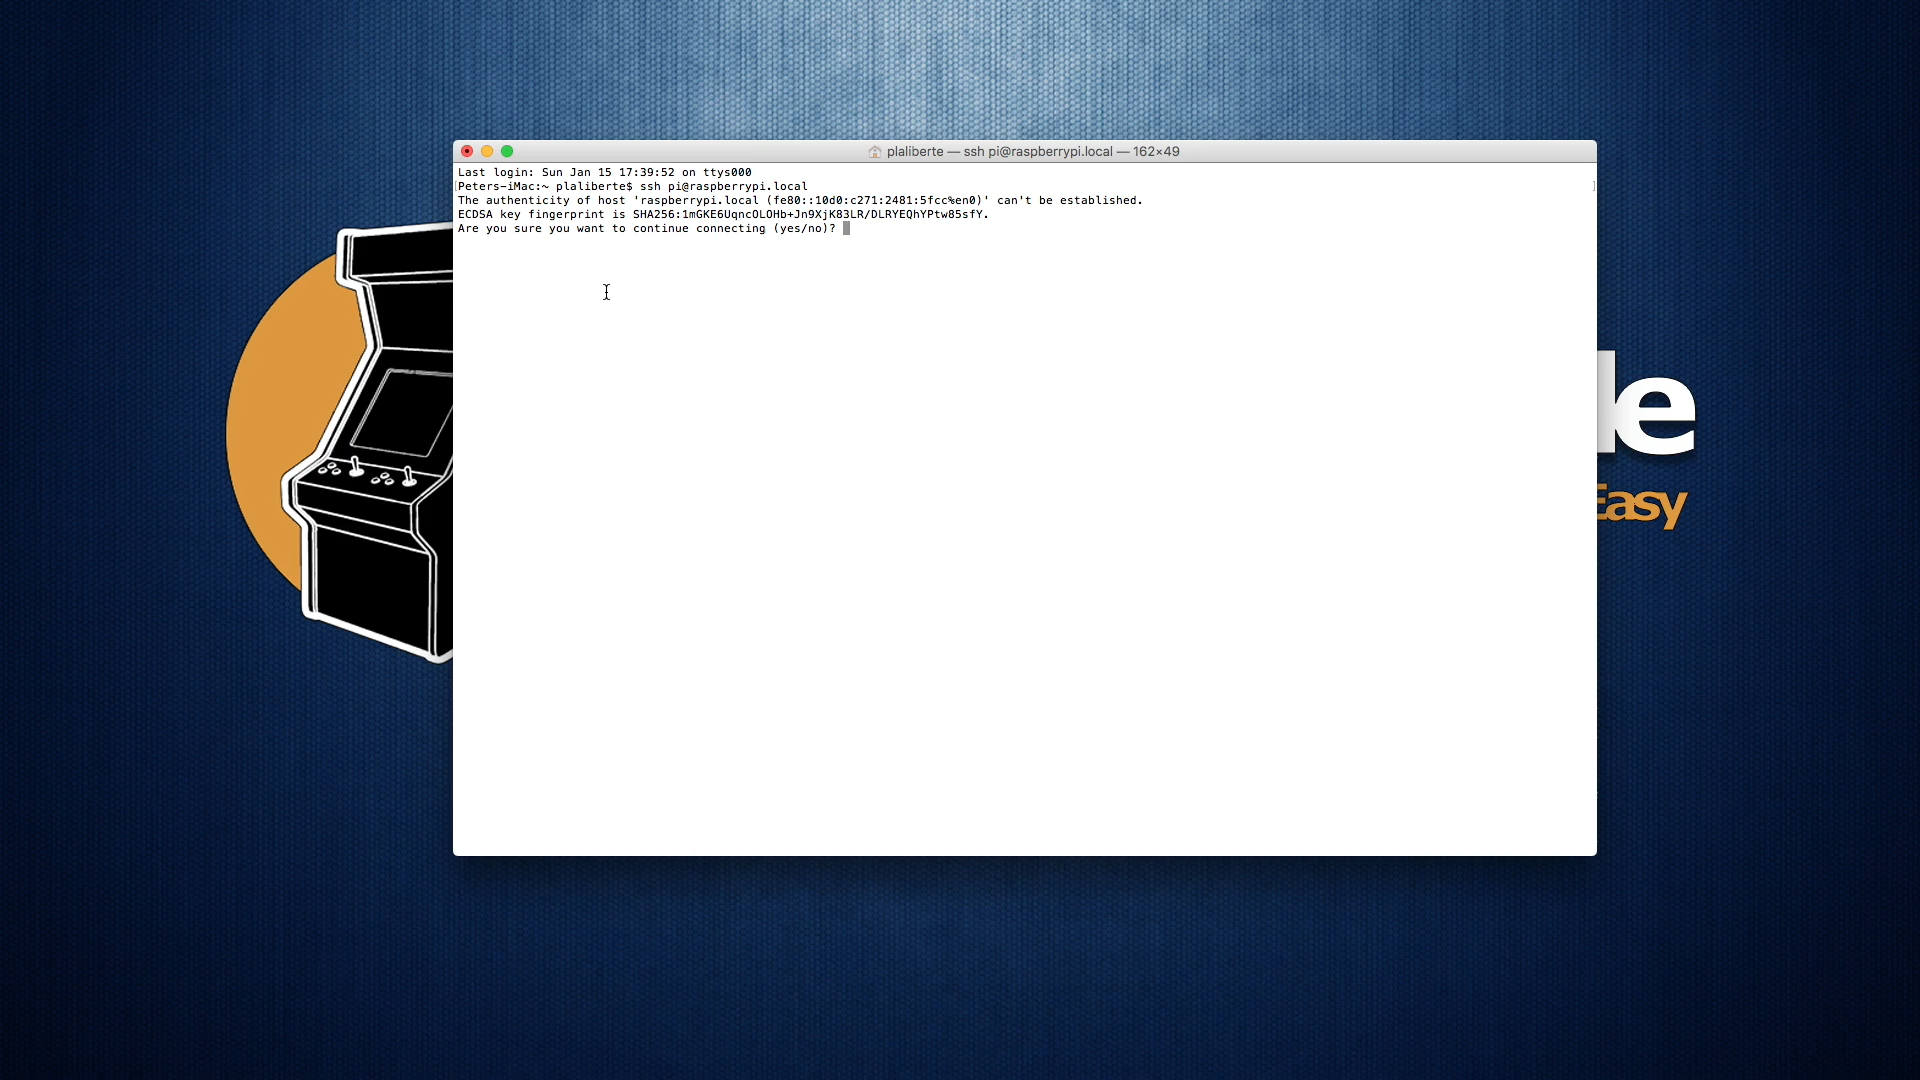 plaliberte — ssh pi@raspberrypi.local — 162×49
Last login: Sun Jan 15 17:39:52 on ttys000
[Peters-iMac:~ plaliberte$ ssh pi@raspberrypi.local ]
The authenticity of host 'raspberrypi.local (fe80::10d0:c271:2481:5fcc%en0)' can't be established.
ECDSA key fingerprint is SHA256:1mGKE6UqncOLOHb+Jn9XjK83LR/DLRYEQhYPtw85sfY.
Are you sure you want to continue connecting (yes/no)?
le
Easy